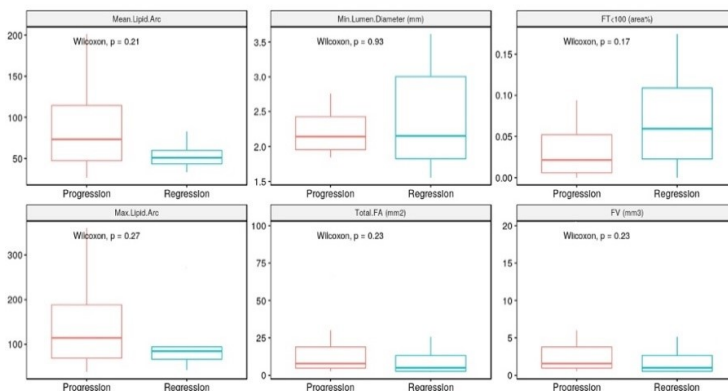 Mean.Lipid.Arc
200
150
100
50
Wilcoxon, p = 0.21
Progression Regression
Min.Lumen.Diameter (mm)
3.5
3.0
2.5
2.0
1.5
Wilcoxon, p = 0.93
Progression Regression
FT<100 (area%)
0.15
0.10
0.05
0.00
Wilcoxon, p = 0.17
Progression Regression
Max.Lipid.Arc
300
200
100
Wilcoxon, p = 0.27
Progression Regression
Total.FA (mm2)
100
75
50
25
0
Wilcoxon, p = 0.23
Progression Regression
FV (mm3)
20
15
10
5
0
Wilcoxon, p = 0.23
Progression Regression